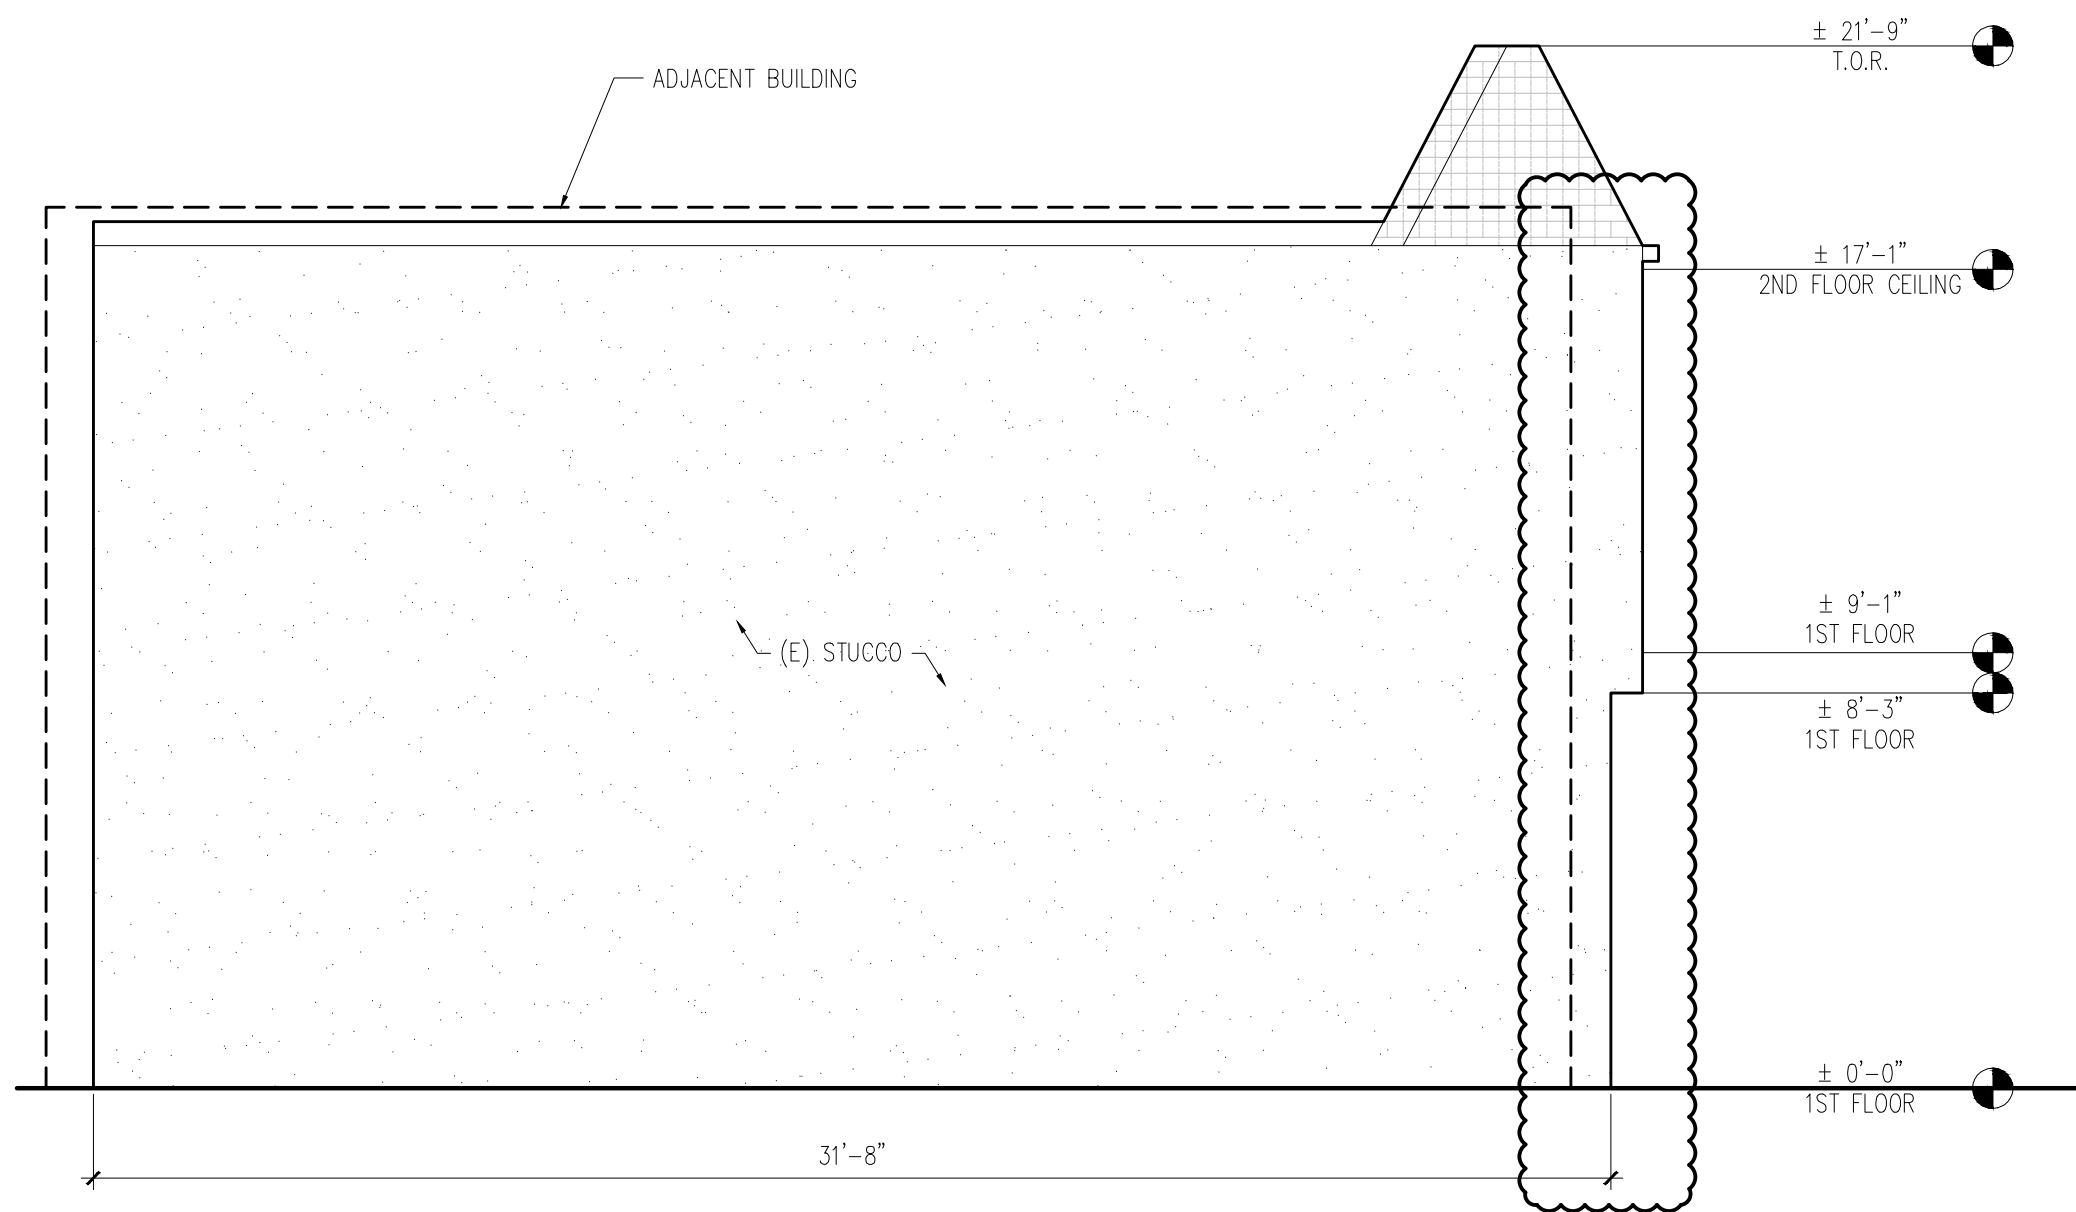 ± 21'-9"
T.O.R.
ADJACENT BUILDING
± 17'-1"
2ND FLOOR CEILING
± 9'-1"
1ST FLOOR
(E) STUCCO
± 8'-3"
1ST FLOOR
± 0'-0"
1ST FLOOR
31'-8"